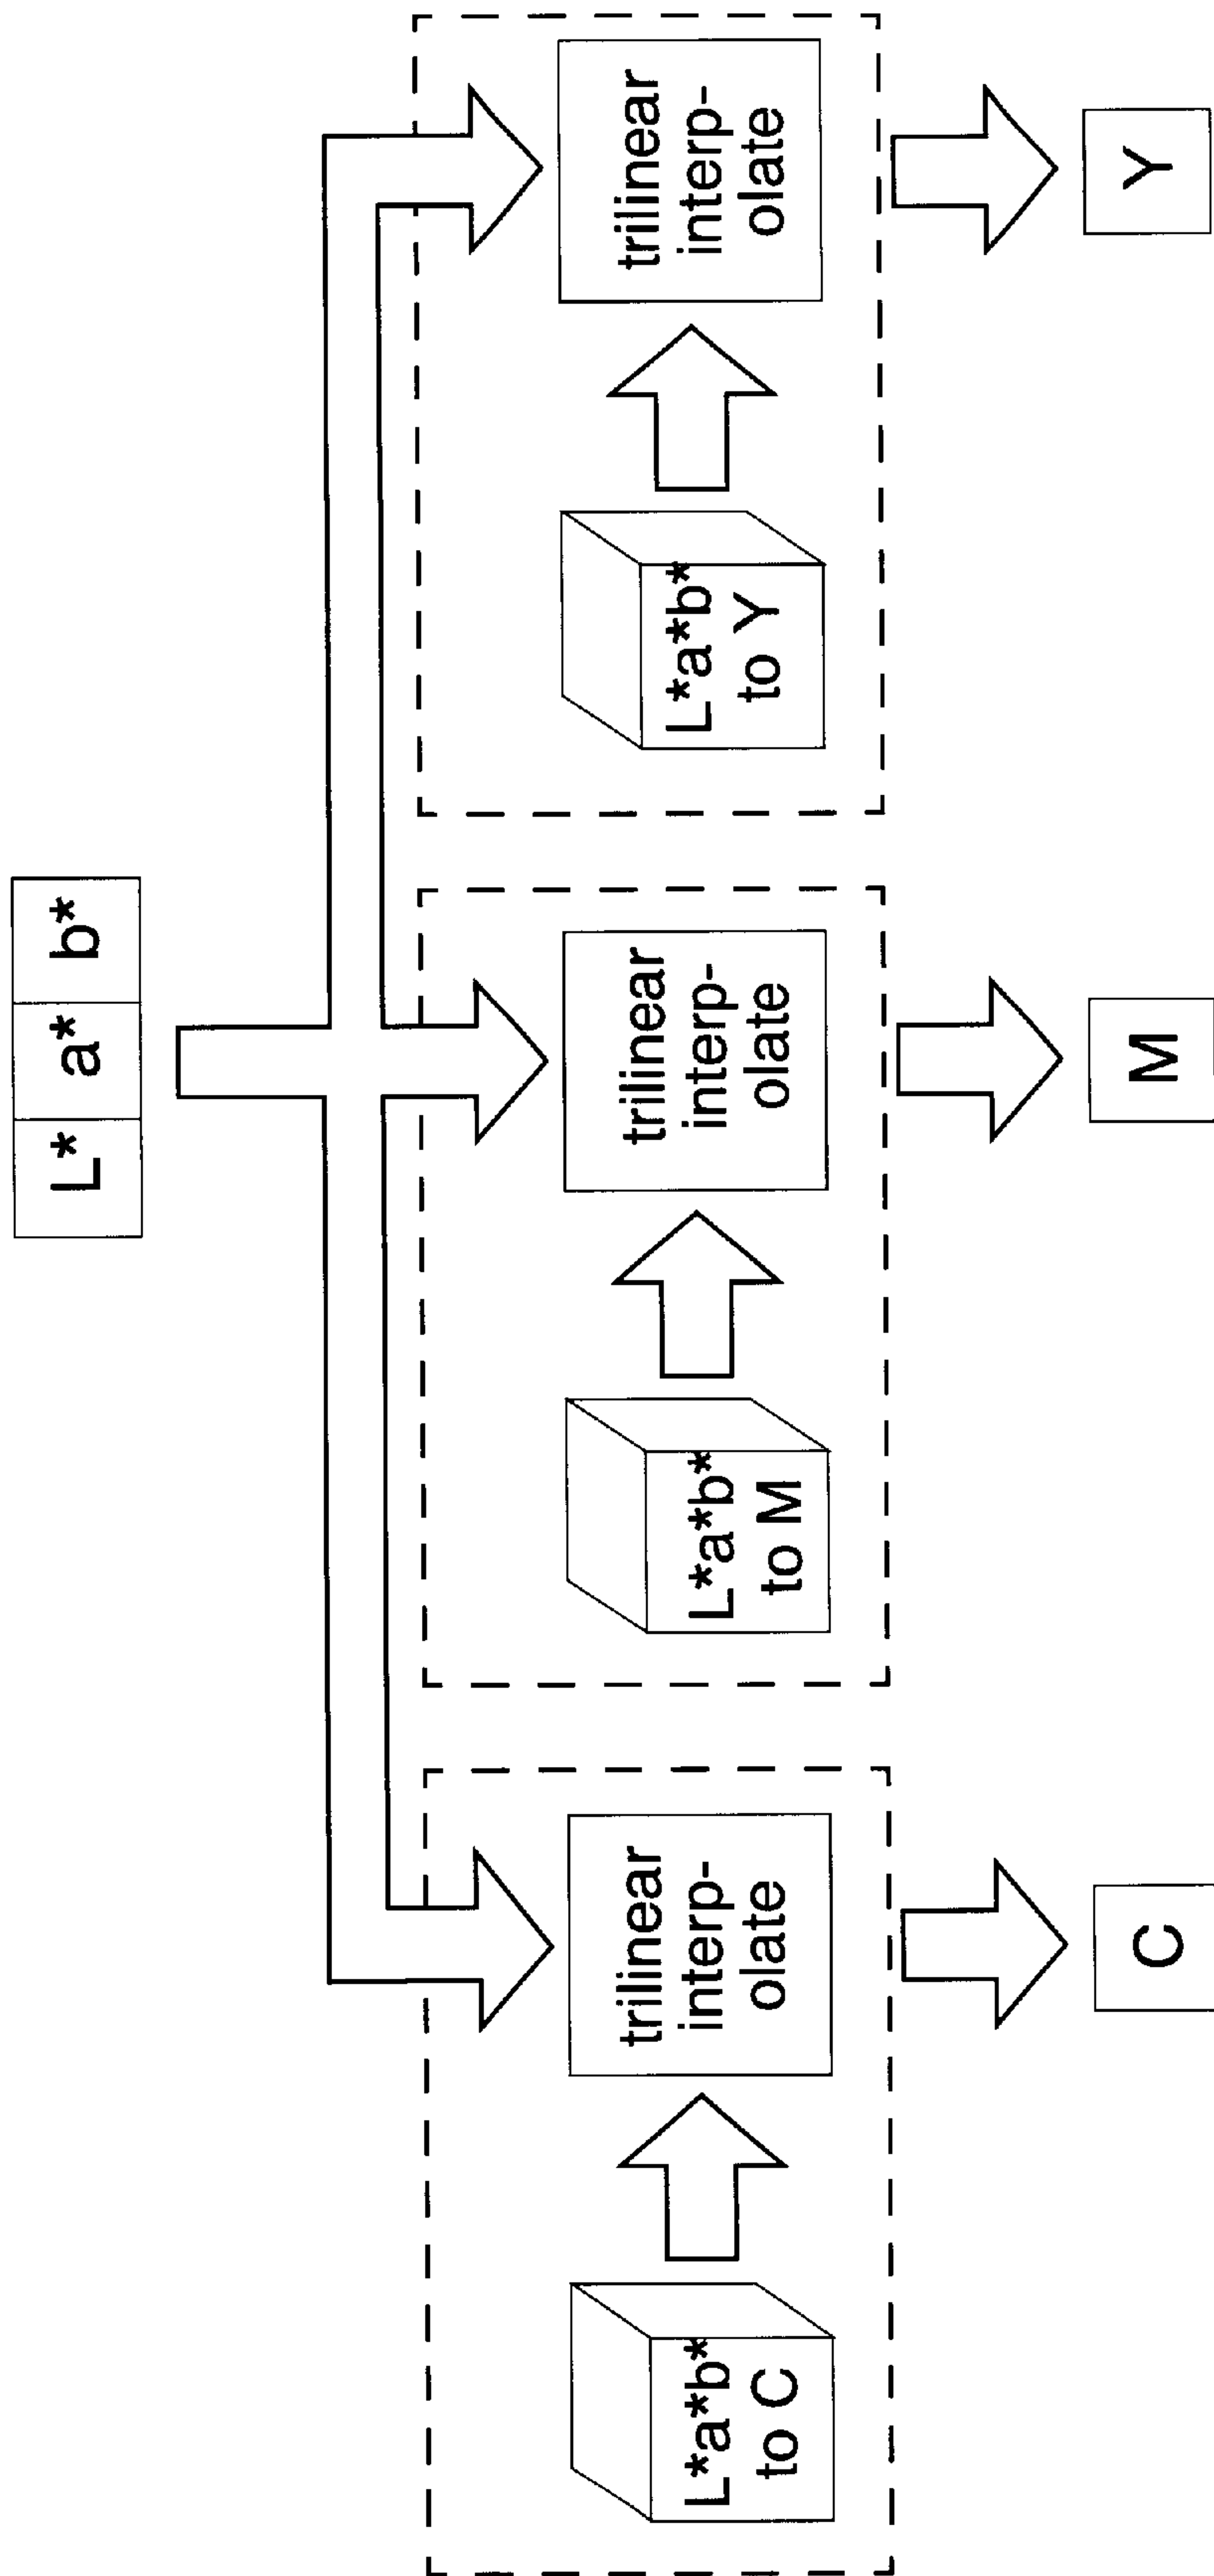 L* a* b*
L*a*b*
to C
trilinear
interp-
olate
L*a*b*
to M
trilinear
interp-
olate
L*a*b*
to Y
trilinear
interp-
olate
C
M
Y